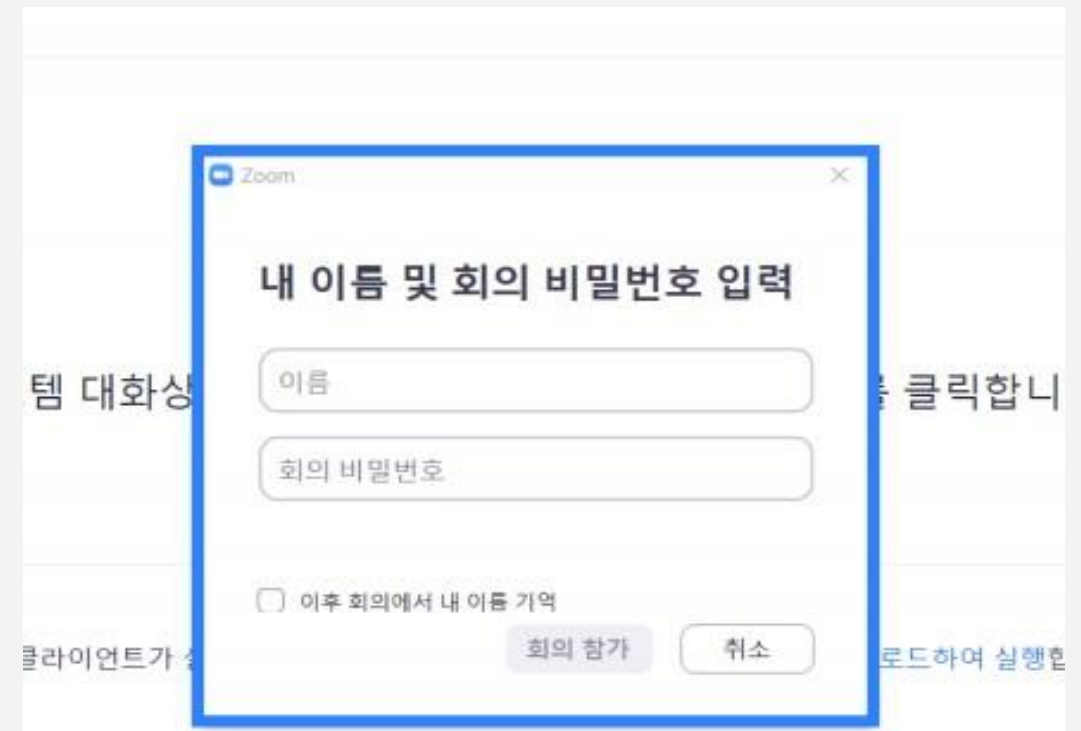 Zoom
내 이름 및 회의 비밀번호 입력
템 대화상
이름
클릭합니
회의 비밀번호
이후 회의에서 내 이름 기억
회의 참가 취소
클라이언트가
로드하여 실행합